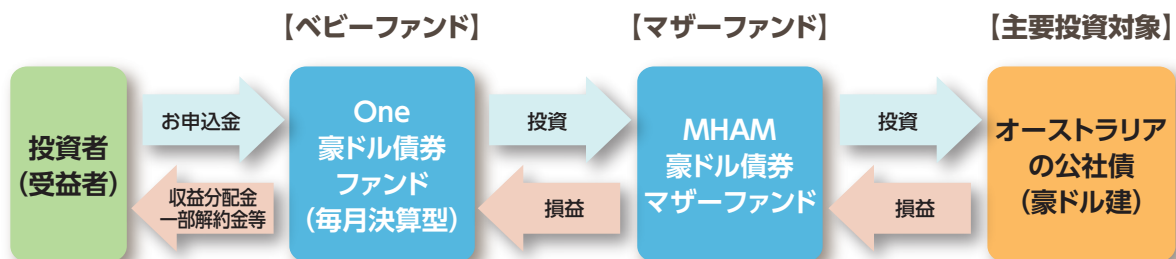 【ベビーファンド】
【マザーファンド】
【主要投資対象】
投資者
(受益者)
お申込金
収益分配金
一部解約金等
One
豪ドル債券
ファンド
(毎月決算型)
投資
損益
MHAM
豪ドル債券
マザーファンド
投資
損益
オーストラリア
の公社債
(豪ドル建)